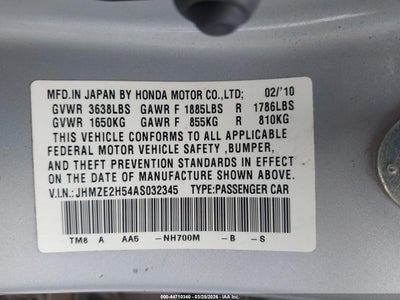 MFD.IN JAPAN BY HONDA MOTOR CO.,LTD; 02/'10
GVWR 3638LBS GAWR F 1885LBS R 1786LBS
GVWR 1650KG GAWR F 855KG R 810KG
THIS VEHICLE CONFORMS TO ALL APPLICABLE
FEDERAL MOTOR VEHICLE SAFETY ,BUMPER,
AND THEFT PREVENTION STANDARDS IN EFFECT
ON THE DATE OF MANUFACTURE SHOWN ABOVE.
V.I.N.: JHMZE2H54AS032345 TYPE:PASSENGER CAR
TM8 A AA5 -NH700M -B -S
000-44710340 - 03/25/2026 - IAA Inc.